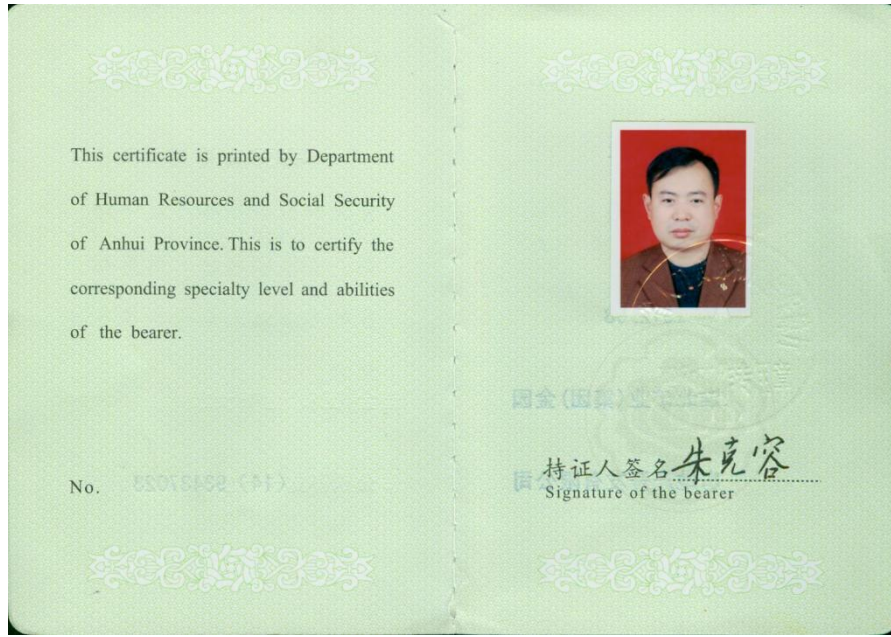 This certificate is printed by Department
of Human Resources and Social Security
of Anhui Province. This is to certify the
corresponding specialty level and abilities
of the bearer.
No.
持证人签名 朱克容
Signature of the bearer